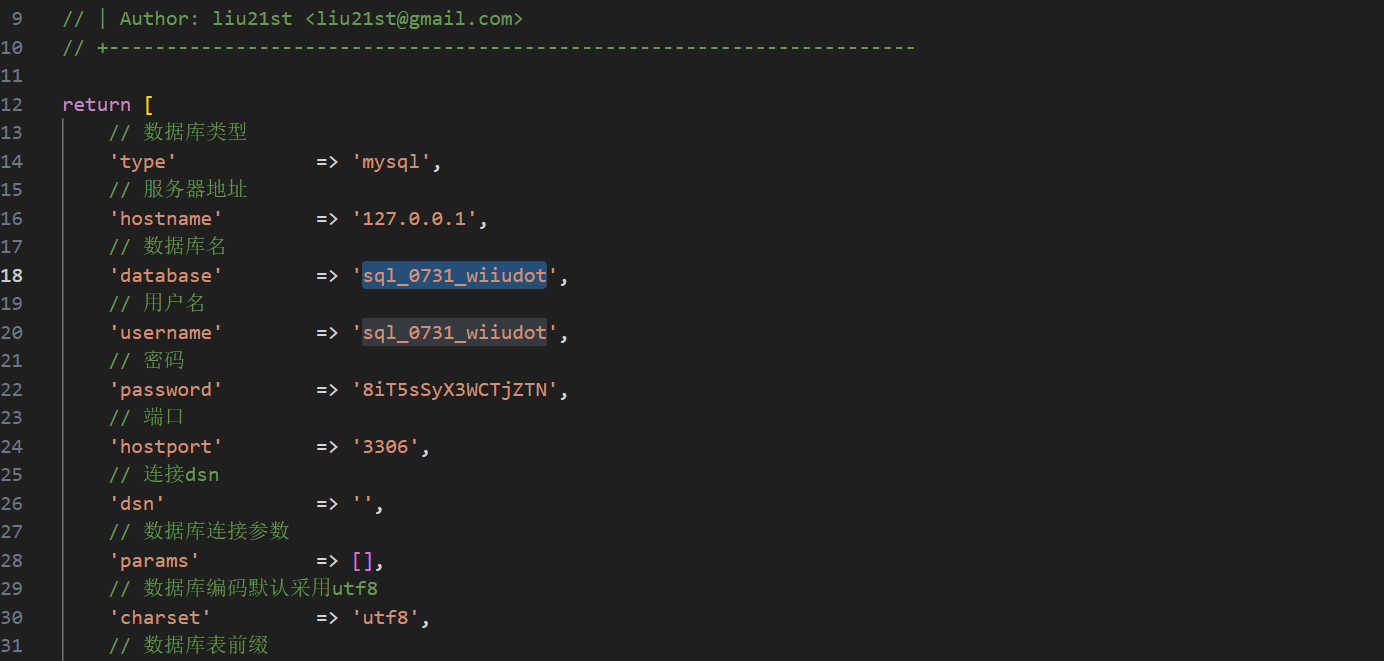 9 // | Author: liu21st <liu21st@gmail.com>
10 // +----------------------------------------------------------------------
11
12 return [
13 // 数据库类型
14 'type' => 'mysql',
15 // 服务器地址
16 'hostname' => '127.0.0.1',
17 // 数据库名
18 'database' => 'sql_0731_wiiudot',
19 // 用户名
20 'username' => 'sql_0731_wiiudot',
21 // 密码
22 'password' => '8iT5sSyX3WCTjZTN',
23 // 端口
24 'hostport' => '3306',
25 // 连接dsn
26 'dsn' => '',
27 // 数据库连接参数
28 'params' => [],
29 // 数据库编码默认采用utf8
30 'charset' => 'utf8',
31 // 数据库表前缀